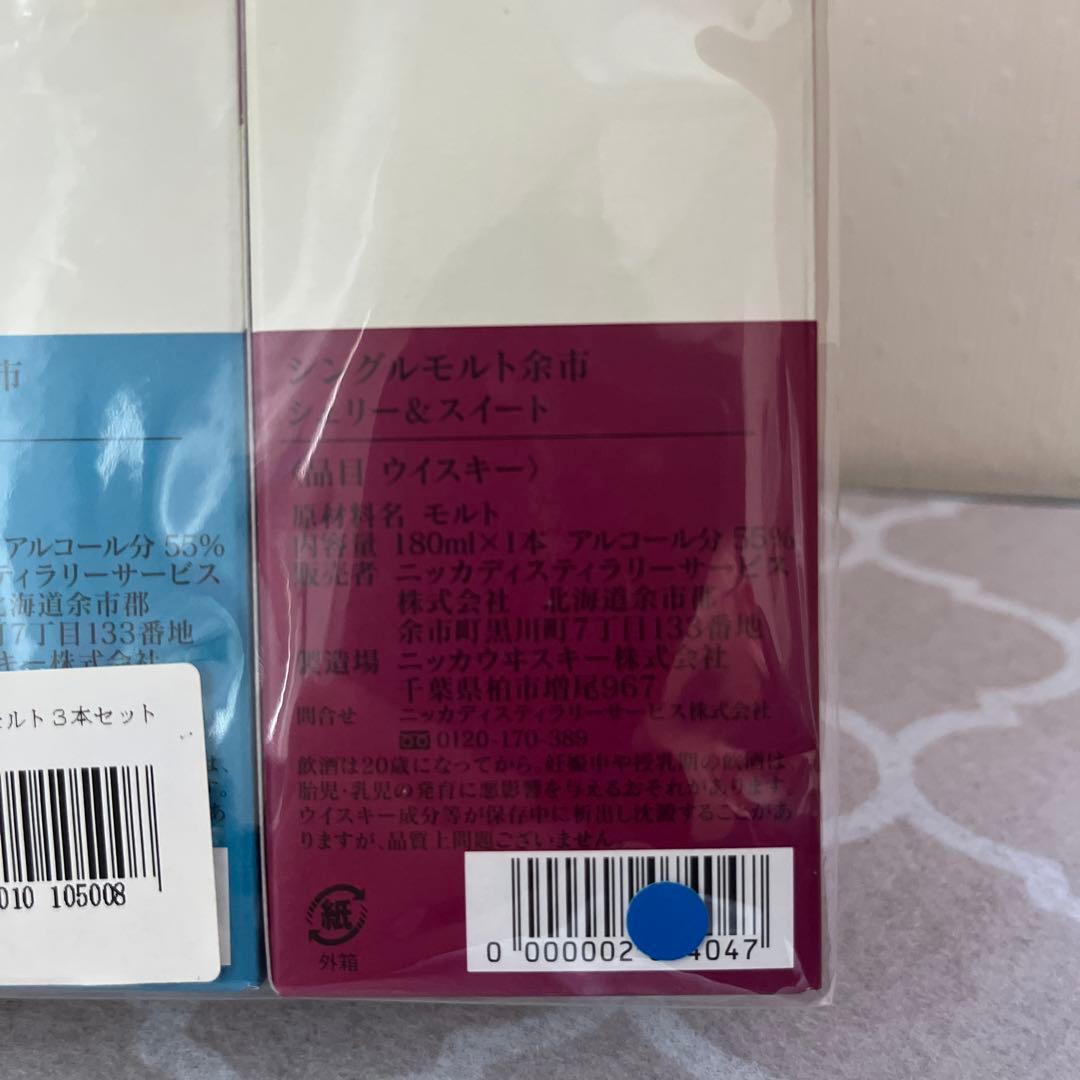 市
アルコール分 55%
ティラリーサービス
北海道余市郡
町7丁目133番地
スキー株式会社
モルト3本セット
は、
す。
あ
010 105008
シングルモルト余市
シェリー&スイート
〈品目 ウイスキー〉
原材料名 モルト
内容量 180ml×1本 アルコール分 55%
販売者 ニッカディスティラリーサービス
株式会社 北海道余市郡
余市町黒川町7丁目133番地
製造場 ニッカウヰスキー株式会社
千葉県柏市増尾967
問合せ ニッカディスティラリーサービス株式会社
0120-170-389
飲酒は20歳になってから。妊娠中や授乳期の飲酒は、
胎児・乳児の発育に悪影響を与えるおそれがあります。
ウイスキー成分等が保存中に析出し沈澱することがあ
りますが、品質上問題ございません。
紙
外箱
0 000002 4047